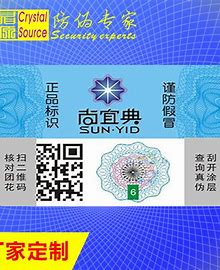 Crystal
Source
防伪专家
Security experts
正品标识
谨防假冒
尚宜典
SUN·YID
扫二维码
核对团花
刮开涂层
查询真伪
6
厂家定制